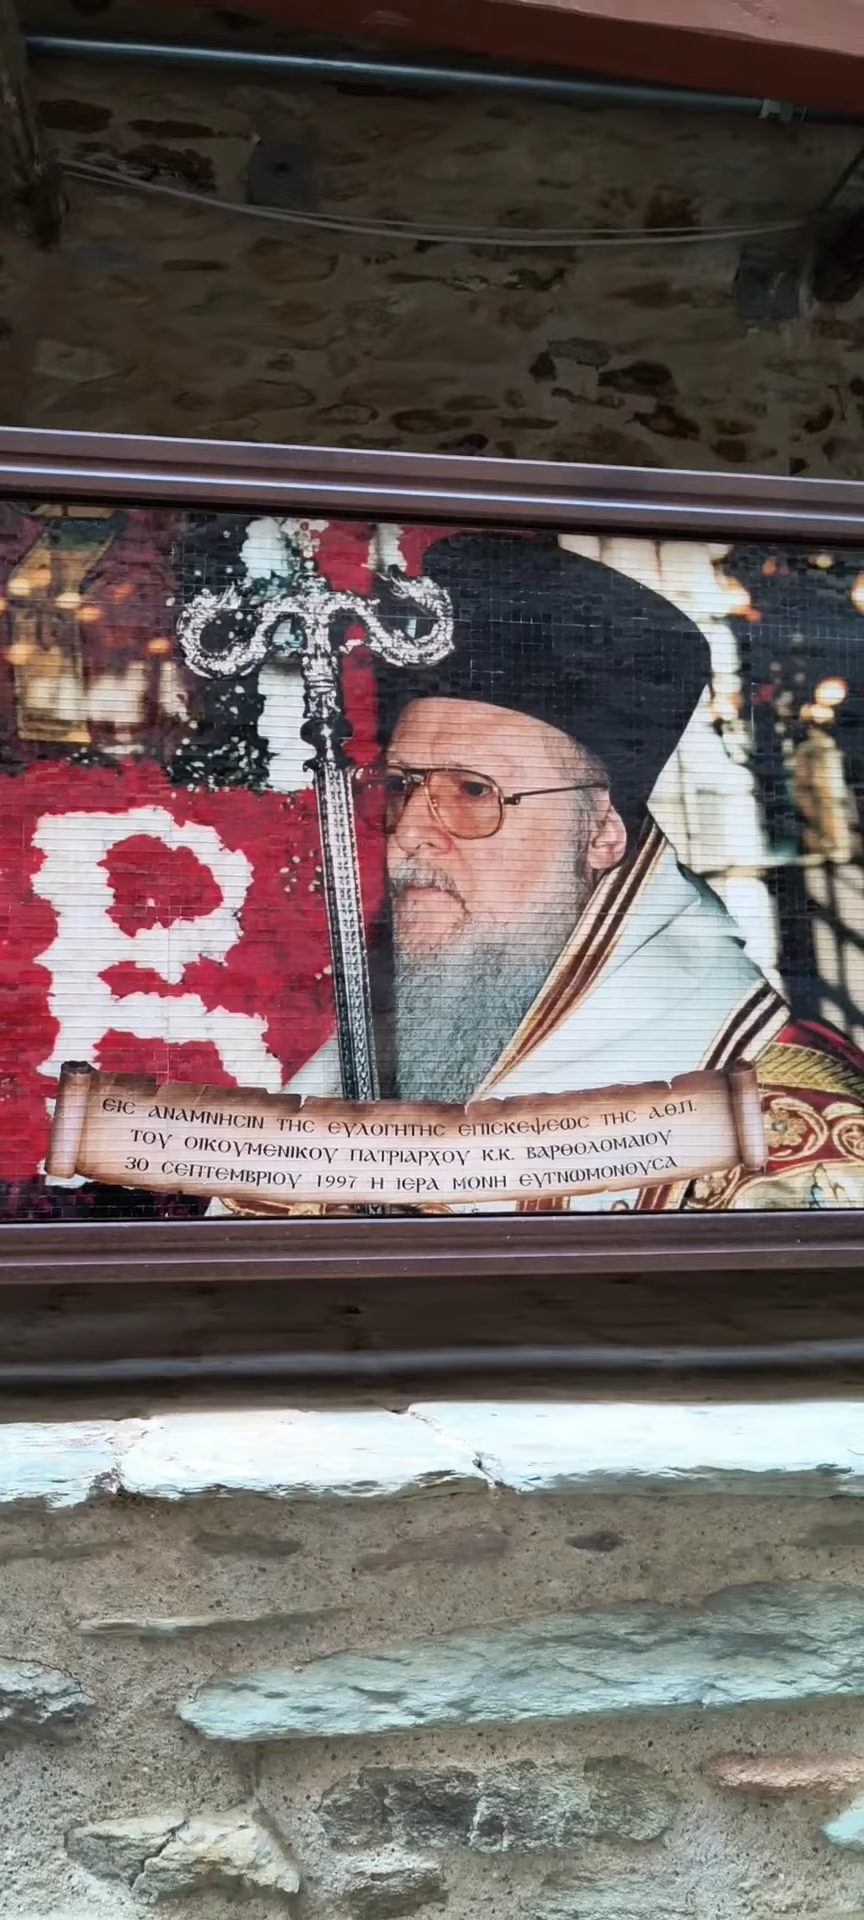 R
ΕΙΣ ΑΝΑΜΝΗΣΙΝ ΤΗΣ ΕΥΛΟΓΗΤΗΣ ΕΠΙΣΚΕΨΕΩΣ ΤΗΣ Α.Θ.Π.
ΤΟΥ ΟΙΚΟΥΜΕΝΙΚΟΥ ΠΑΤΡΙΑΡΧΟΥ Κ.Κ. ΒΑΡΘΟΛΟΜΑΙΟΥ
30 ΣΕΠΤΕΜΒΡΙΟΥ 1997 Η ΙΕΡΑ ΜΟΝΗ ΕΥΓΝΩΜΟΝΟΥΣΑ